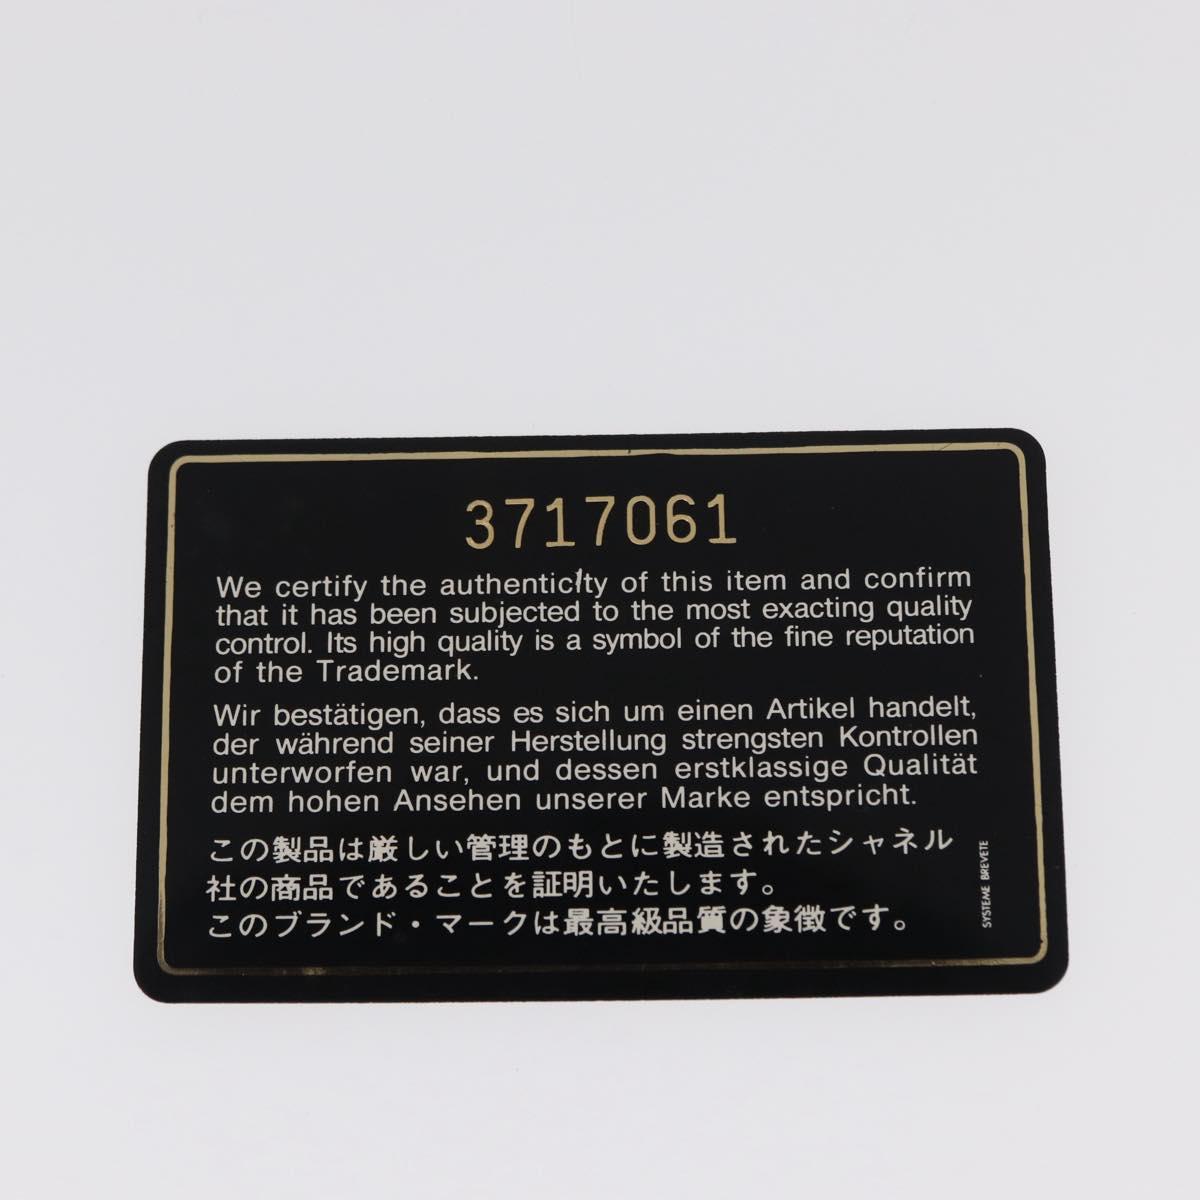 3717061
We certify the authenticity of this item and confirm
that it has been subjected to the most exacting quality
control. Its high quality is a symbol of the fine reputation
of the Trademark.
Wir bestätigen, dass es sich um einen Artikel handelt,
der während seiner Herstellung strengsten Kontrollen
unterworfen war, und dessen erstklassige Qualität
dem hohen Ansehen unserer Marke entspricht.
この製品は厳しい管理のもとに製造されたシャネル
社の商品であることを証明いたします。
このブランド・マークは最高級品質の象徴です。
SYSTEME BREVETE